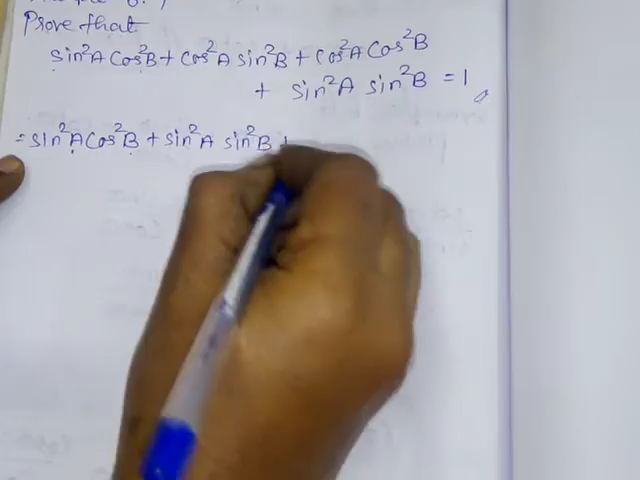 Prove that
sin²A cos²B + cos²A sin²B + cos²A cos²B
+ sin²A sin²B = 1
= sin²A cos²B + sin²A sin²B +